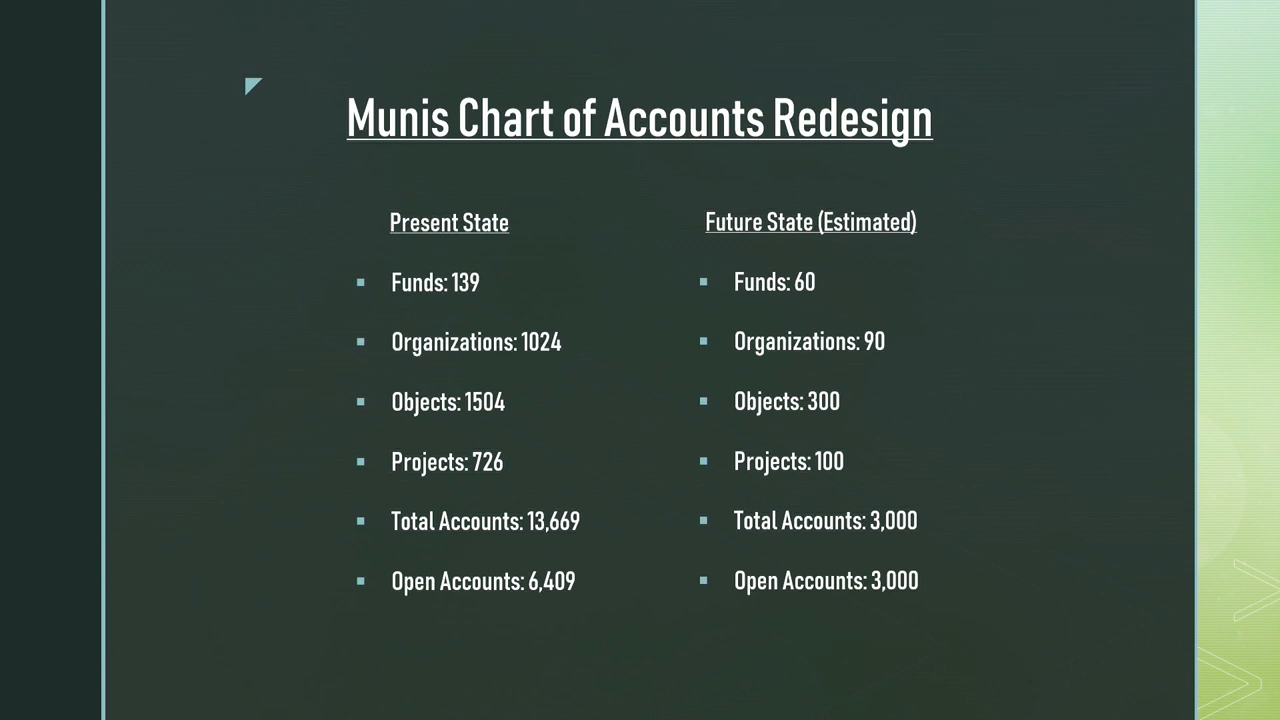 Munis Chart of Accounts Redesign
Present State
Funds: 139
Organizations: 1024
Objects: 1504
Projects: 726
Total Accounts: 13,669
Open Accounts: 6,409
Future State (Estimated)
Funds: 60
Organizations: 90
Objects: 300
Projects: 100
Total Accounts: 3,000
Open Accounts: 3,000